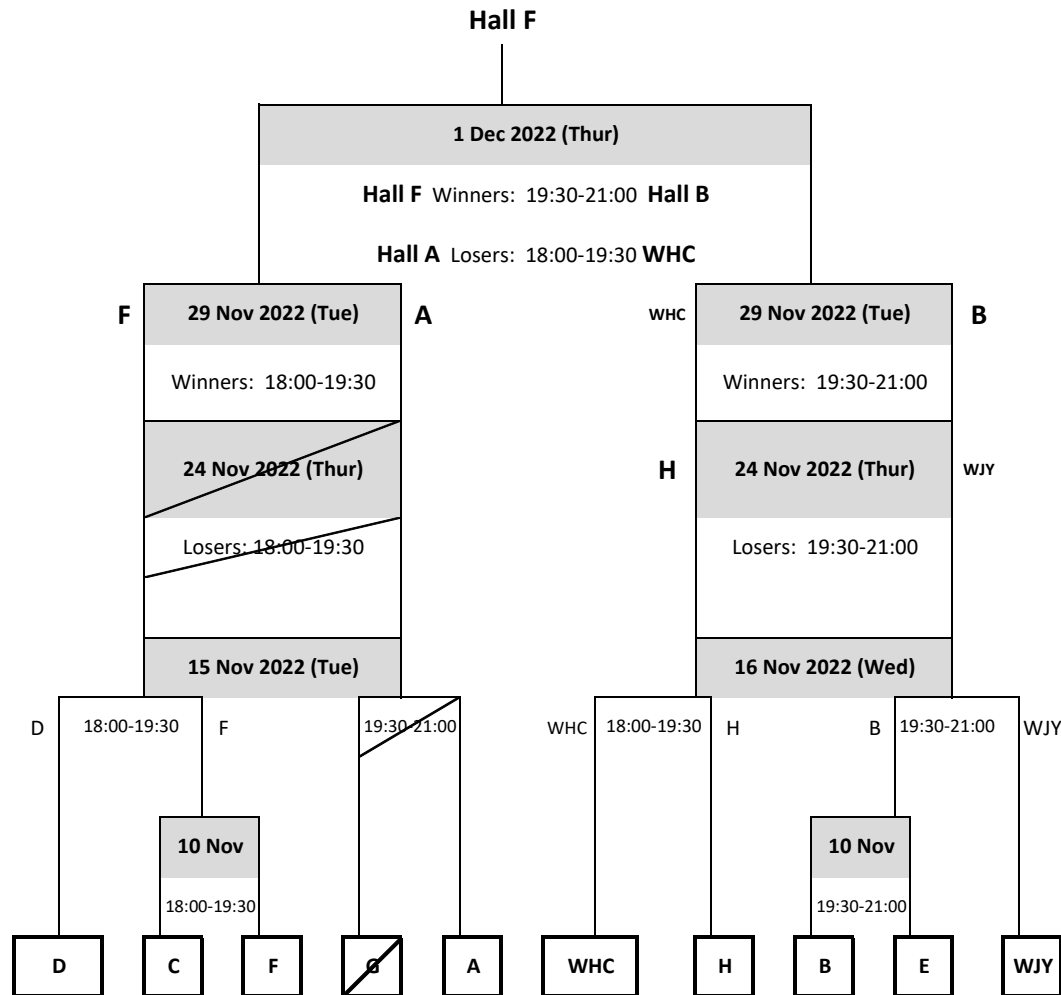 Hall F
1 Dec 2022 (Thur)
Hall F Winners: 19:30-21:00 Hall B
Hall A Losers: 18:00-19:30 WHC
F 29 Nov 2022 (Tue) A WHC 29 Nov 2022 (Tue) B
Winners: 18:00-19:30 Winners: 19:30-21:00
24 Nov 2022 (Thur) H 24 Nov 2022 (Thur) WJY
Losers: 18:00-19:30 Losers: 19:30-21:00
15 Nov 2022 (Tue) 16 Nov 2022 (Wed)
D 18:00-19:30 F 19:30-21:00 WHC 18:00-19:30 H B 19:30-21:00 WJY
10 Nov 10 Nov
18:00-19:30 19:30-21:00
D C F G A WHC H B E WJY